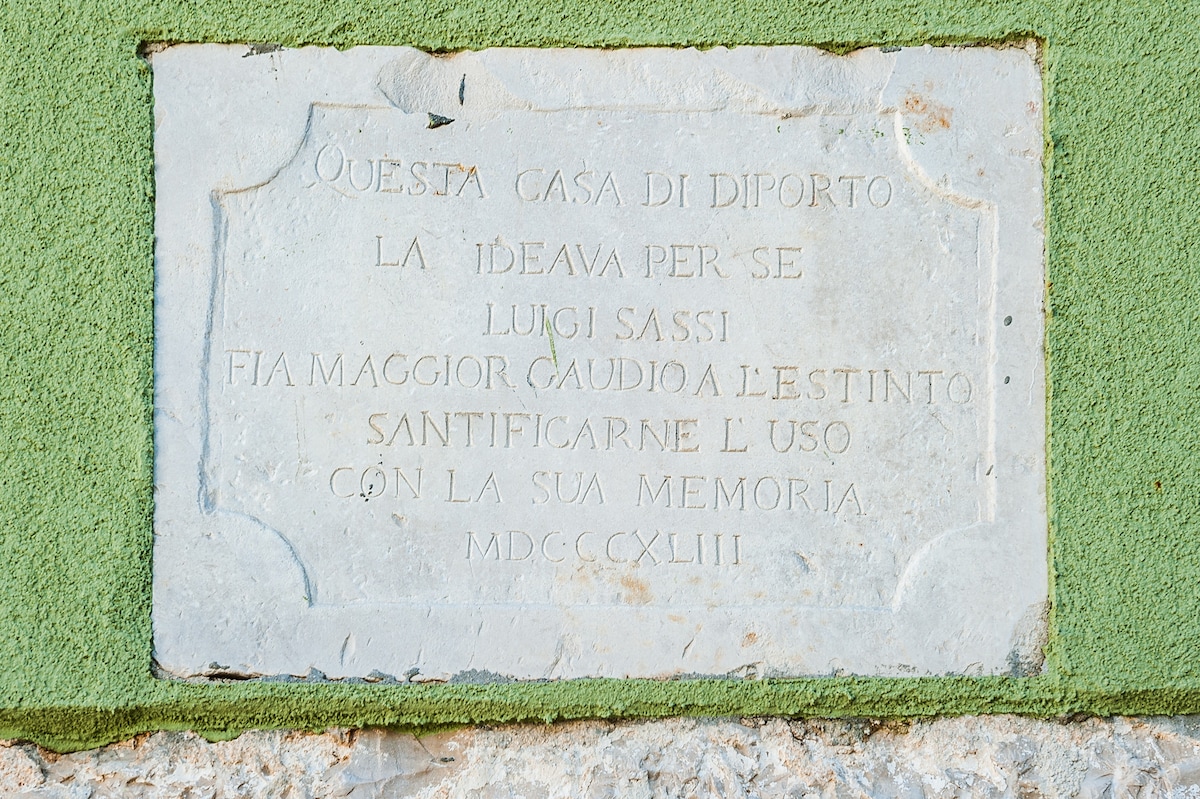 QUESTA CASA DI DIPORTO
LA IDEAVA PER SE
LUIGI SASSI
FIA MAGGIOR GAUDIO A L'ESTINTO
SANTIFICARNE L' USO
CON LA SUA MEMORIA
MDCCCXLIII